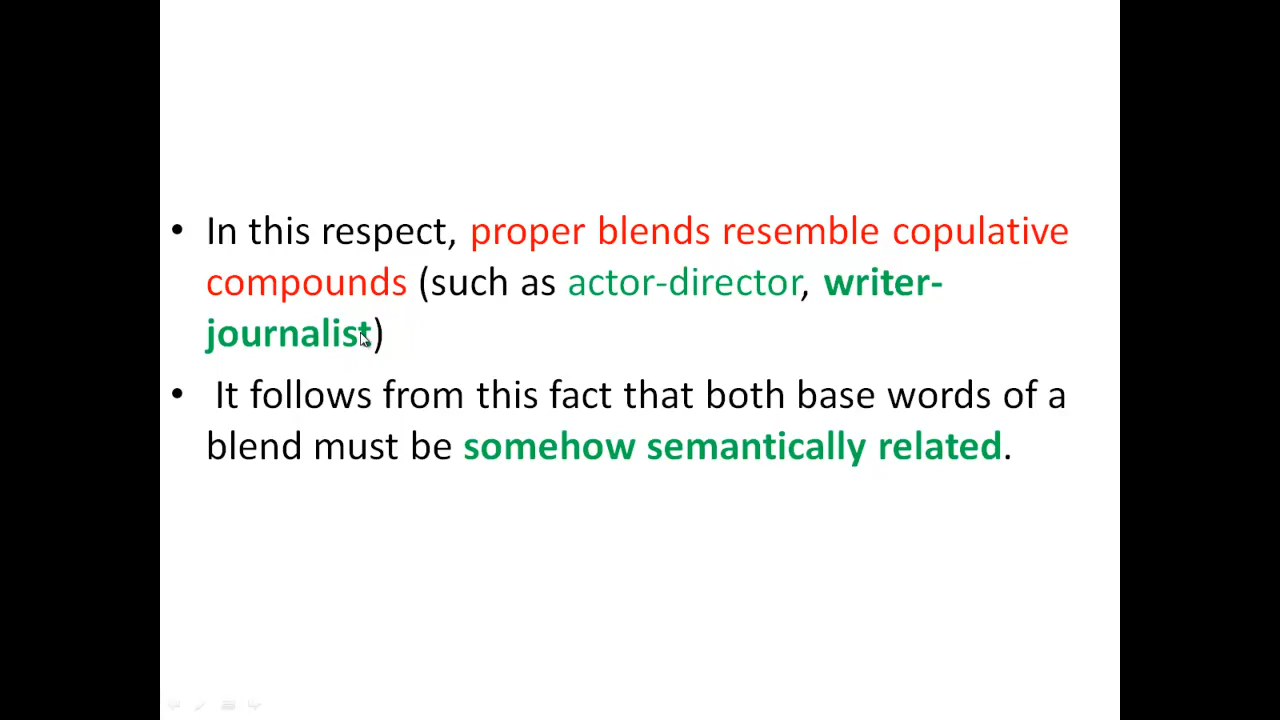 • In this respect, proper blends resemble copulative
compounds (such as actor-director, writer-
journalist)
• It follows from this fact that both base words of a
blend must be somehow semantically related.